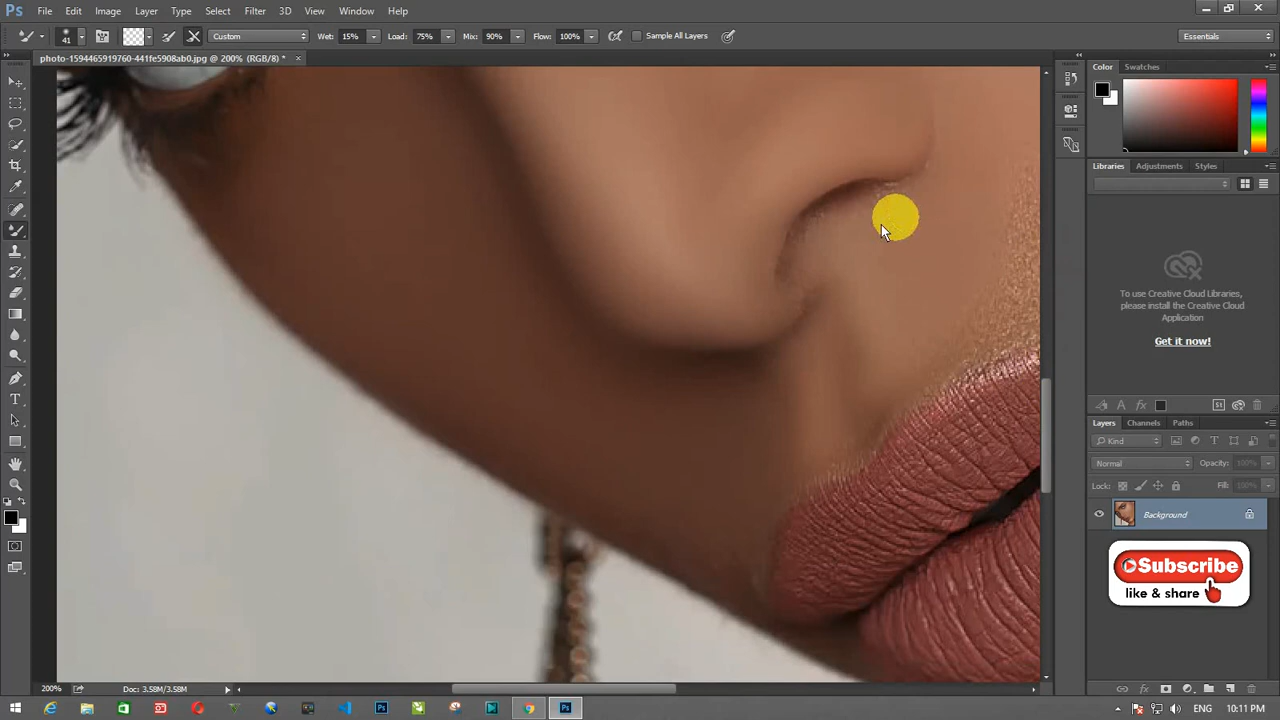 Ps File Edit Image Layer Type Select Filter 3D View Window Help
41 Custom Wet: 15% Load: 75% Mix: 90% Flow: 100% Sample All Layers Essentials
photo-1594465919760-441fe5908ab0.jpg @ 200% (RGB/8) * ×
Color Swatches
Libraries Adjustments Styles
To use Creative Cloud Libraries,
please install the Creative Cloud
Application
Get it now!
Layers Channels Paths
Kind
Normal Opacity: 100%
Lock: Fill: 100%
Background
Subscribe
like & share
200% Doc: 3.58M/3.58M
ENG 10:11 PM